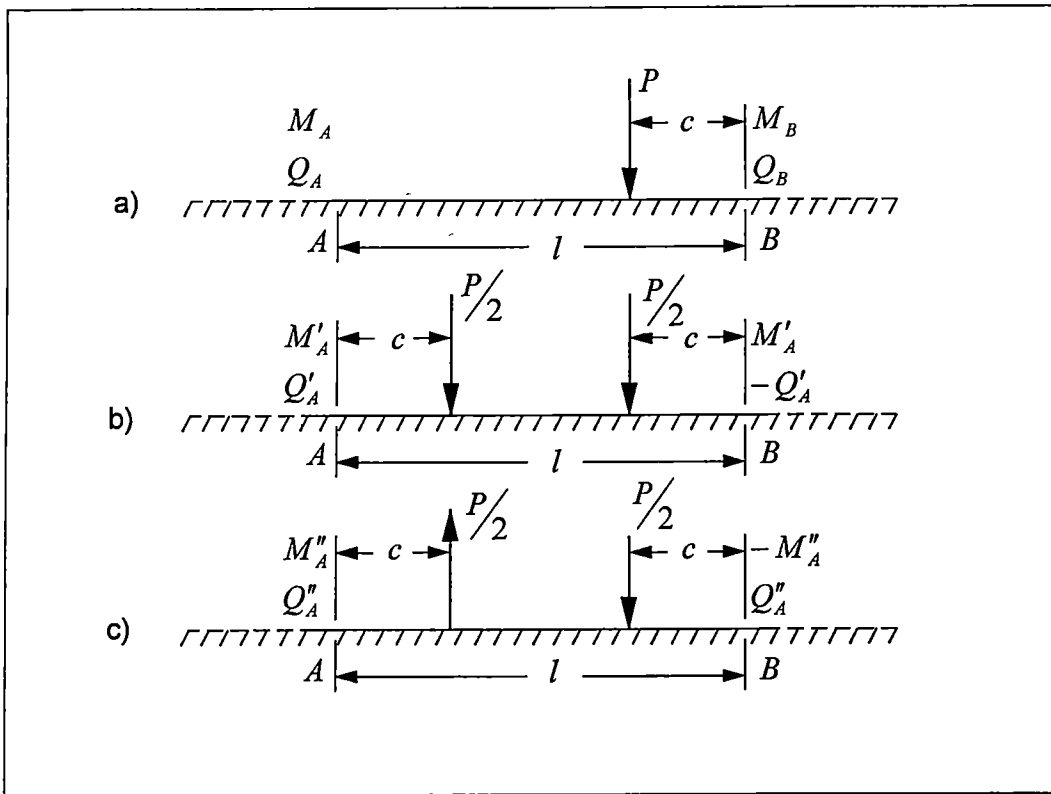 P
M_A c M_B
Q_A Q_B
a)
A l B
P/2 P/2
M'_A c c M'_A
Q'_A -Q'_A
b)
A l B
P/2 P/2
M''_A c c -M''_A
Q''_A Q''_A
c)
A l B